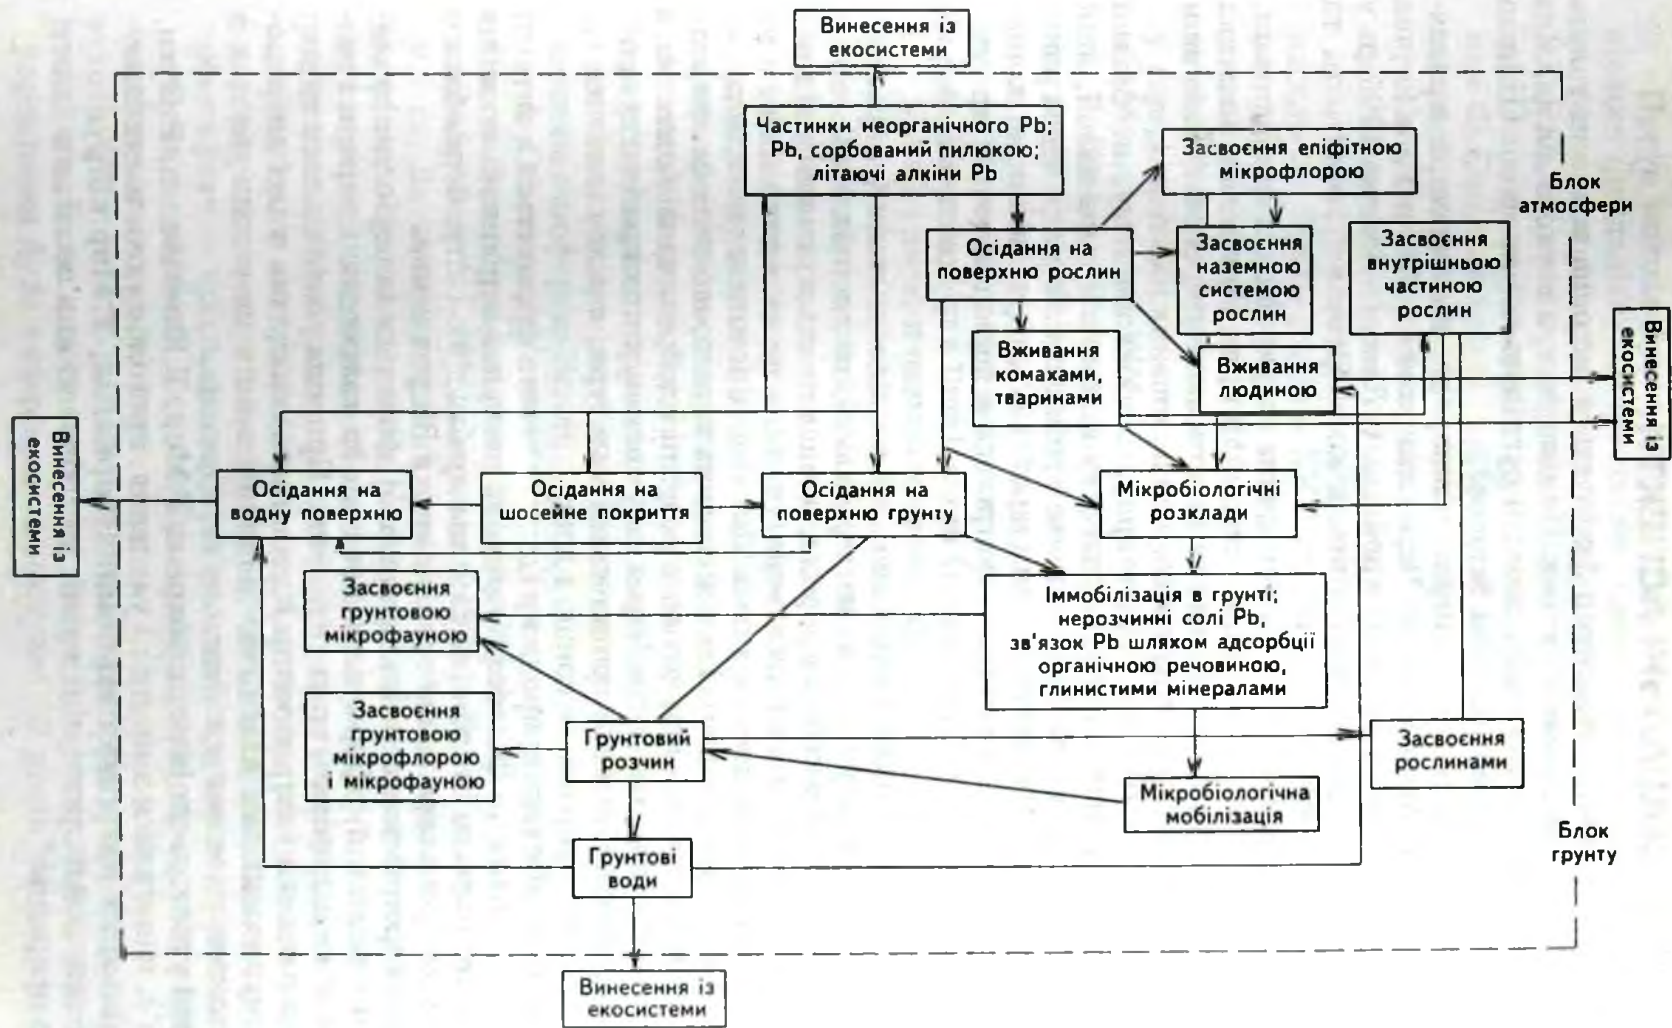 Винесення із
екосистеми
Частинки неорганічного Pb;
Pb, сорбований пилюкою;
літаючі алкіни Pb
Засвоєння епіфітною
мікрофлорою
Блок
атмосфери
Осідання на
поверхню рослин
Засвоєння
наземною
системою
рослин
Засвоєння
внутрішньою
частиною
рослин
Вживання
комахами,
тваринами
Вживання
людиною
Винесення із
екосистеми
Винесення із
екосистеми
Осідання на
водну поверхню
Осідання на
шосейне покриття
Осідання на
поверхню грунту
Мікробіологічні
розклади
Засвоєння
грунтовою
мікрофауною
Іммобілізація в грунті;
нерозчинні солі Pb,
зв'язок Pb шляхом адсорбції
органічною речовиною,
глинистими мінералами
Засвоєння
грунтовою
мікрофлорою
і мікрофауною
Грунтовий
розчин
Засвоєння
рослинами
Мікробіологічна
мобілізація
Блок
грунту
Грунтові
води
Винесення із
екосистеми